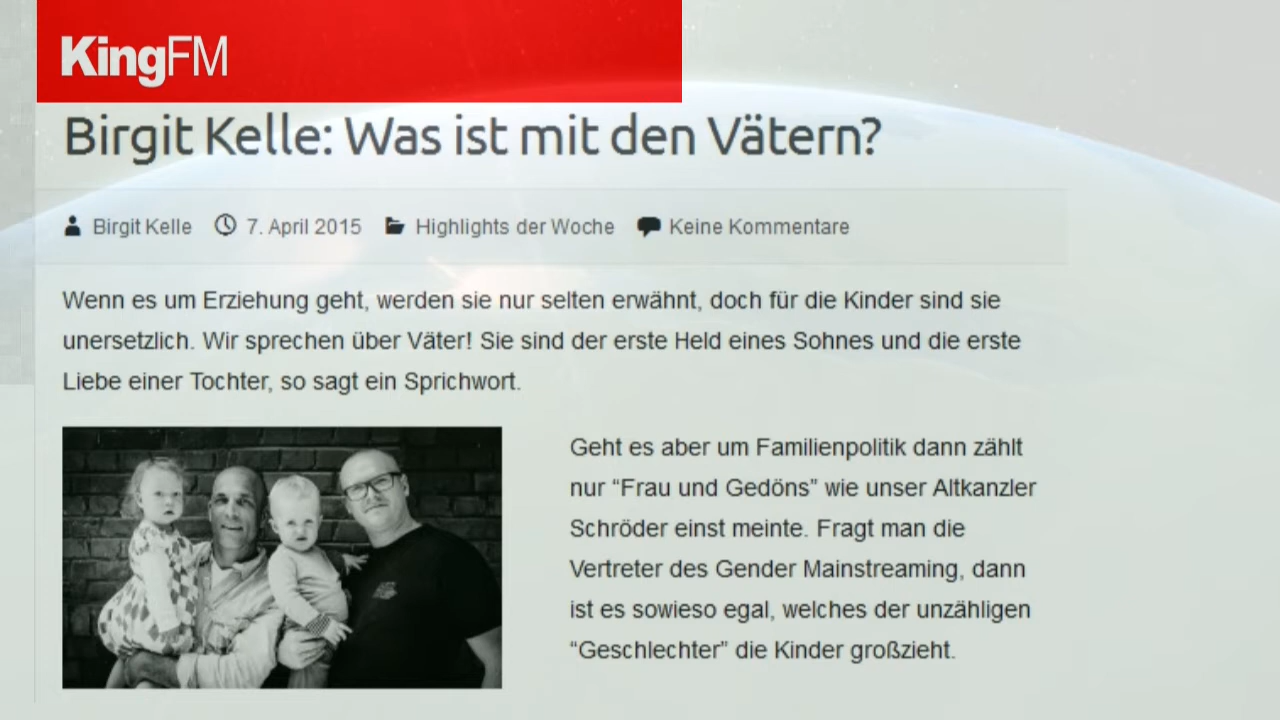 KingFM
Birgit Kelle: Was ist mit den Vätern?
Birgit Kelle 7. April 2015 Highlights der Woche Keine Kommentare
Wenn es um Erziehung geht, werden sie nur selten erwähnt, doch für die Kinder sind sie
unersetzlich. Wir sprechen über Väter! Sie sind der erste Held eines Sohnes und die erste
Liebe einer Tochter, so sagt ein Sprichwort.
Geht es aber um Familienpolitik dann zählt
nur “Frau und Gedöns” wie unser Altkanzler
Schröder einst meinte. Fragt man die
Vertreter des Gender Mainstreaming, dann
ist es sowieso egal, welches der unzähligen
“Geschlechter” die Kinder großzieht.